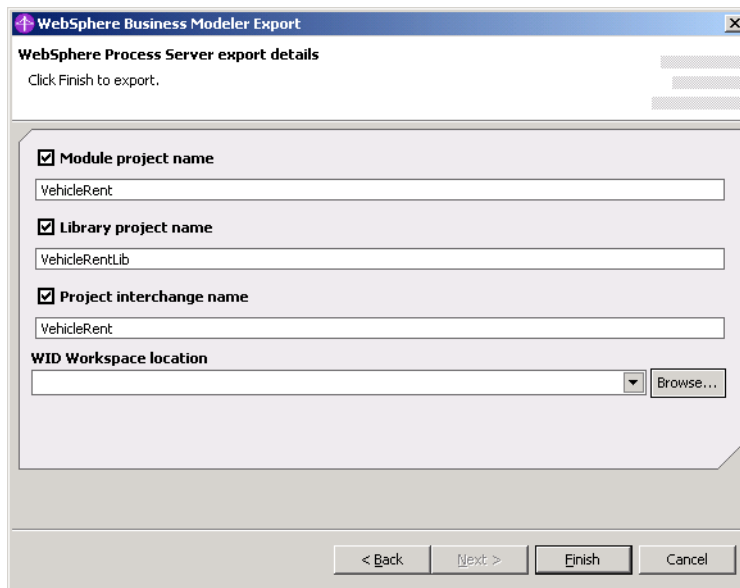 WebSphere Business Modeler Export
WebSphere Process Server export details
Click Finish to export.
Module project name
VehicleRent
Library project name
VehicleRentLib
Project interchange name
VehicleRent
WID Workspace location
Browse...
< Back Next > Finish Cancel